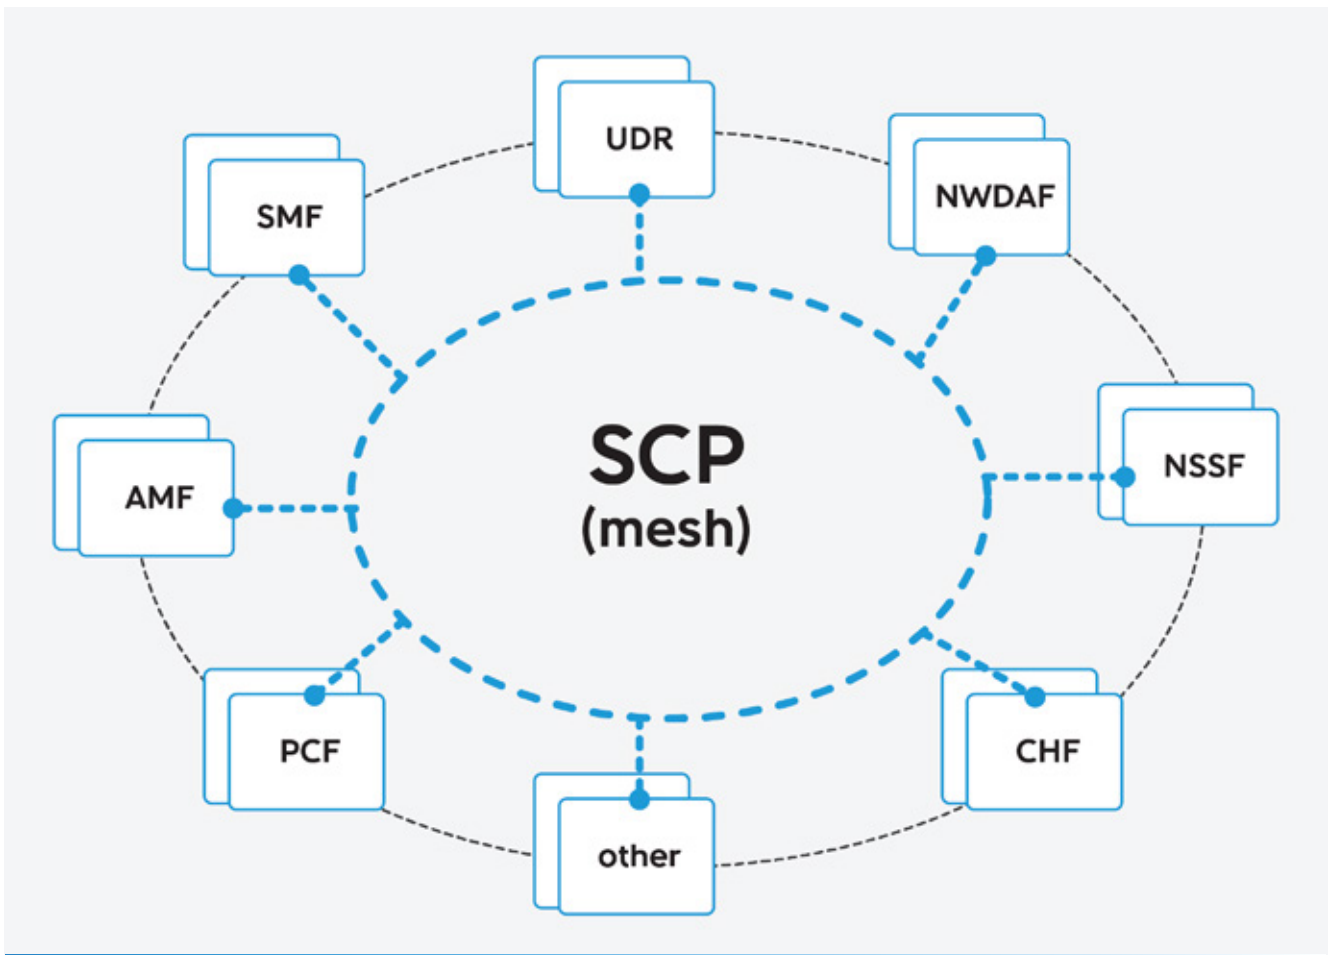 UDR
NWDAF
SMF
NSSF
SCP
(mesh)
AMF
PCF
CHF
other